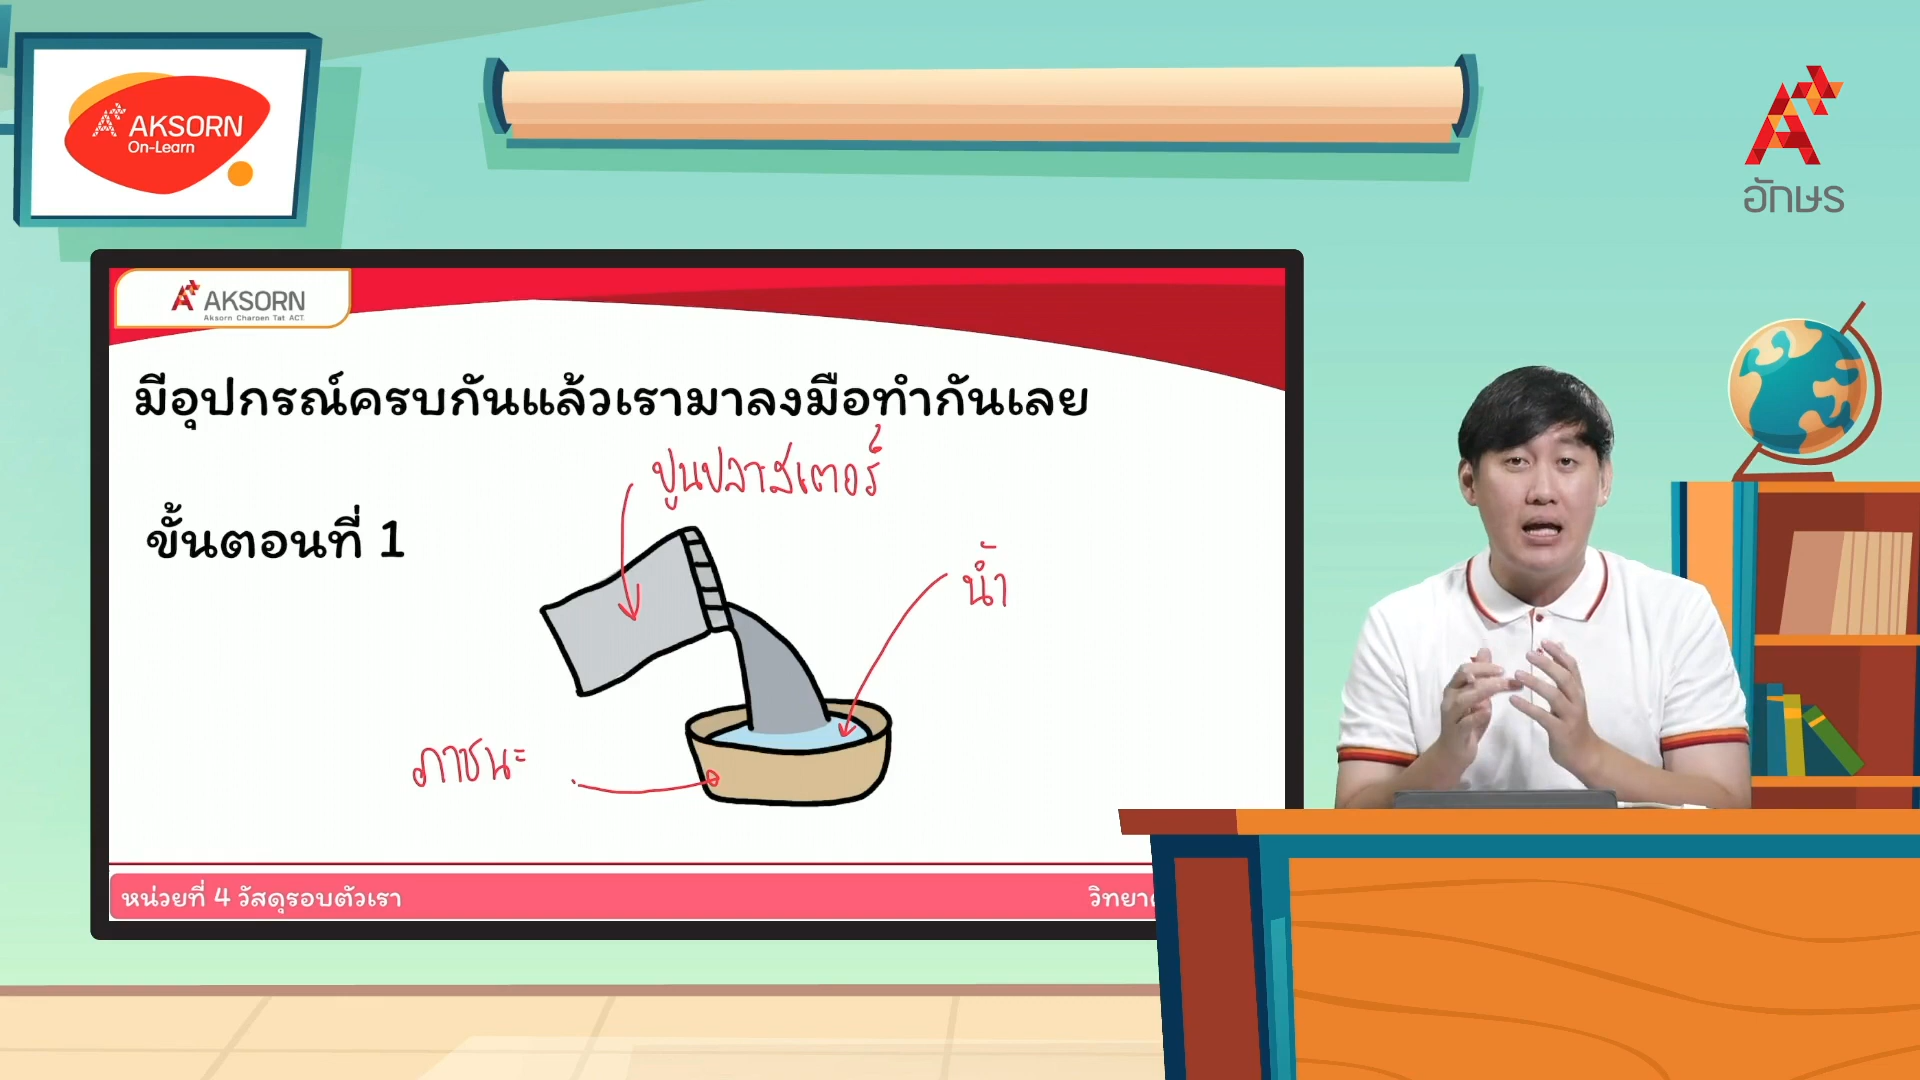 AKSORN
On-Learn
อักษร
AKSORN
Aksorn Charoen Tat ACT.
มีอุปกรณ์ครบกันแล้วเรามาลงมือทำกันเลย
ปูนปลาสเตอร์
ขั้นตอนที่ 1
น้ำ
ภาชนะ
หน่วยที่ 4 วัสดุรอบตัวเรา